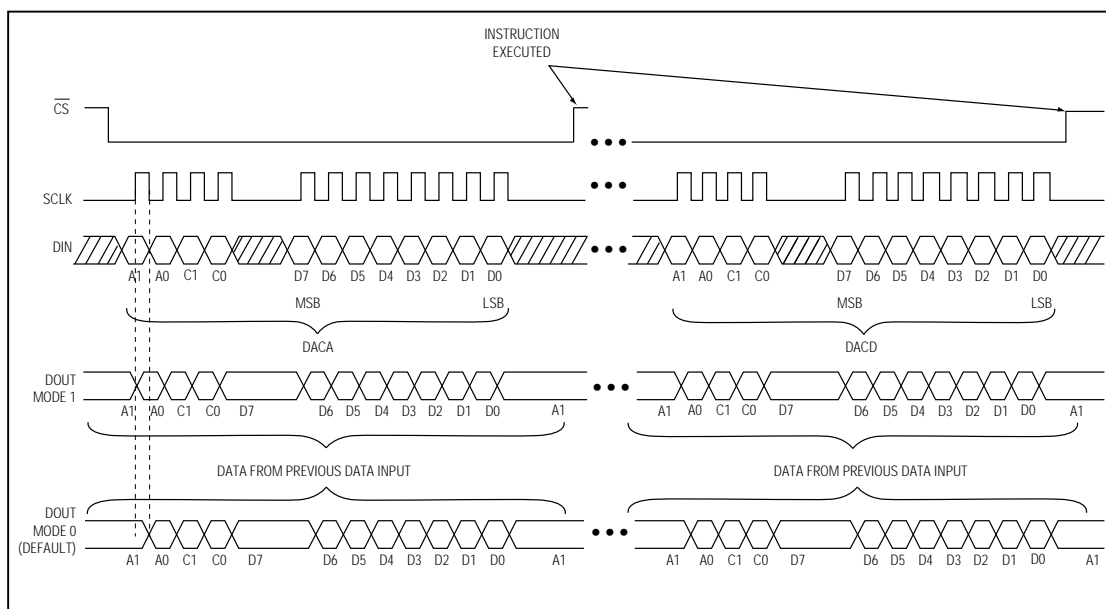 INSTRUCTION
EXECUTED
CS
SCLK
DIN
A1 A0 C1 C0 D7 D6 D5 D4 D3 D2 D1 D0 A1 A0 C1 C0 D7 D6 D5 D4 D3 D2 D1 D0
MSB LSB MSB LSB
DACA DACD
DOUT
MODE 1
A1 A0 C1 C0 D7 D6 D5 D4 D3 D2 D1 D0 A1 A1 A0 C1 C0 D7 D6 D5 D4 D3 D2 D1 D0 A1
DATA FROM PREVIOUS DATA INPUT DATA FROM PREVIOUS DATA INPUT
DOUT
MODE 0
(DEFAULT)
A1 A0 C1 C0 D7 D6 D5 D4 D3 D2 D1 D0 A1 A1 A0 C1 C0 D7 D6 D5 D4 D3 D2 D1 D0 A1